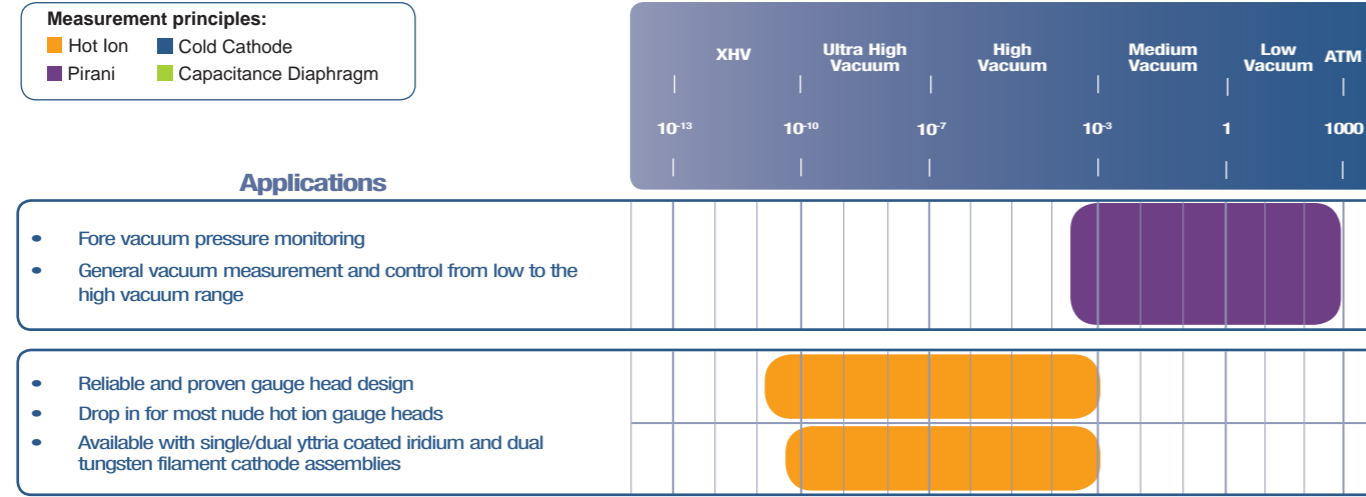 Measurement principles:
Hot Ion Cold Cathode
Pirani Capacitance Diaphragm
XHV Ultra High Vacuum High Vacuum Medium Vacuum Low Vacuum ATM
10⁻¹³ 10⁻¹⁰ 10⁻⁷ 10⁻³ 1 1000
Applications
• Fore vacuum pressure monitoring
• General vacuum measurement and control from low to the
high vacuum range
• Reliable and proven gauge head design
• Drop in for most nude hot ion gauge heads
• Available with single/dual yttria coated iridium and dual
tungsten filament cathode assemblies